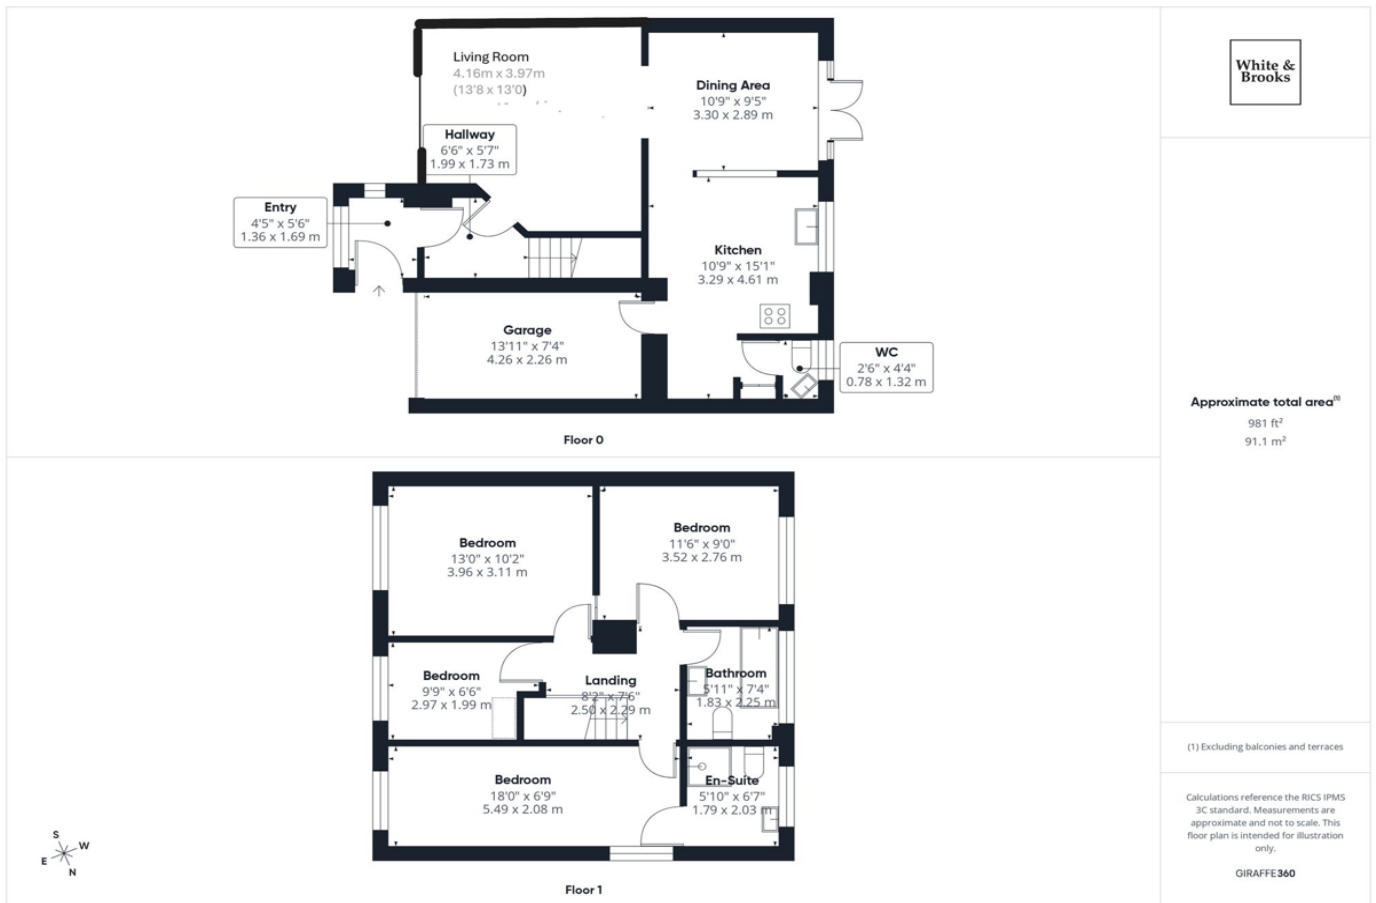 Living Room
4.16m x 3.97m
(13'8 x 13'0)
Dining Area
10'9" x 9'5"
3.30 x 2.89 m
Hallway
6'6" x 5'7"
1.99 x 1.73 m
Entry
4'5" x 5'6"
1.36 x 1.69 m
Kitchen
10'9" x 15'1"
3.29 x 4.61 m
Garage
13'11" x 7'4"
4.26 x 2.26 m
WC
2'6" x 4'4"
0.78 x 1.32 m
Floor 0
Bedroom
13'0" x 10'2"
3.96 x 3.11 m
Bedroom
11'6" x 9'0"
3.52 x 2.76 m
Bedroom
9'9" x 6'6"
2.97 x 1.99 m
Landing
8'2" x 7'6"
2.50 x 2.29 m
Bathroom
5'11" x 7'4"
1.83 x 2.25 m
Bedroom
18'0" x 6'9"
5.49 x 2.08 m
En-Suite
5'10" x 6'7"
1.79 x 2.03 m
Floor 1
S
W
E
N
White &
Brooks
Approximate total area(1)
981 ft²
91.1 m²
(1) Excluding balconies and terraces
Calculations reference the RICS IPMS
3C standard. Measurements are
approximate and not to scale. This
floor plan is intended for illustration
only.
GIRAFFE360